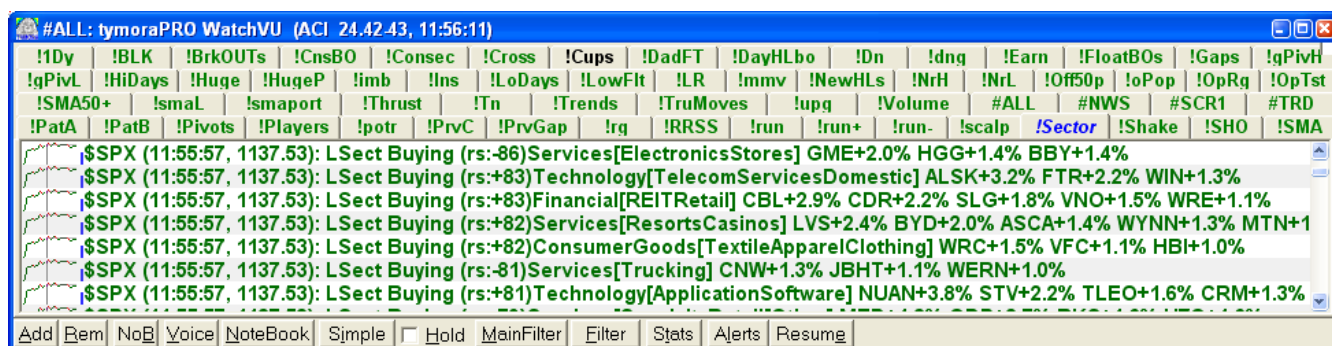 #ALL: tymoraPRO WatchVU (ACI 24.42-43, 11:56:11)
!1Dy !BLK !BrkOUTs !CnsBO !Consec !Cross !Cups !DadFT !DayHLbo !Dn !dng !Earn !FloatBOs !Gaps !gPivH
!gPivL !HiDays !Huge !HugeP !imb !Ins !LoDays !LowFlt !LR !mmv !NewHLs !NrH !NrL !Off50p !oPop !OpRg !OpTst
!SMA50+ !smaL !smaport !Thrust !Tn !Trends !TruMoves !upg !Volume #ALL #NWS #SCR1 #TRD
!PatA !PatB !Pivots !Players !potr !PrvC !PrvGap !rg !RRSS !run !run+ !run- !scalp !Sector !Shake !SHO !SMA
$SPX (11:55:57, 1137.53): LSect Buying (rs:-86)Services[ElectronicsStores] GME+2.0% HGG+1.4% BBY+1.4%
$SPX (11:55:57, 1137.53): LSect Buying (rs:+83)Technology[TelecomServicesDomestic] ALSK+3.2% FTR+2.2% WIN+1.3%
$SPX (11:55:57, 1137.53): LSect Buying (rs:+83)Financial[REITRetail] CBL+2.9% CDR+2.2% SLG+1.8% VNO+1.5% WRE+1.1%
$SPX (11:55:57, 1137.53): LSect Buying (rs:+82)Services[ResortsCasinos] LVS+2.4% BYD+2.0% ASCA+1.4% WYNN+1.3% MTN+1
$SPX (11:55:57, 1137.53): LSect Buying (rs:+82)ConsumerGoods[TextileApparelClothing] WRC+1.5% VFC+1.1% HBI+1.0%
$SPX (11:55:57, 1137.53): LSect Buying (rs:-81)Services[Trucking] CNW+1.3% JBHT+1.1% WERN+1.0%
$SPX (11:55:57, 1137.53): LSect Buying (rs:+81)Technology[ApplicationSoftware] NUAN+3.8% STV+2.2% TLEO+1.6% CRM+1.3%
Add Rem NoB Voice NoteBook Simple Hold MainFilter Filter Stats Alerts Resume